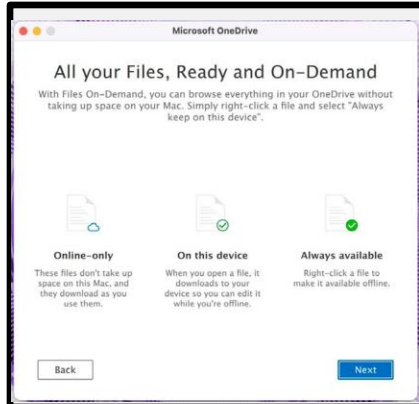 Microsoft OneDrive
All your Files, Ready and On-Demand
With Files On-Demand, you can browse everything in your OneDrive without
taking up space on your Mac. Simply right-click a file and select "Always
keep on this device".
Online-only
These files don't take up
space on this Mac, and
they download as you
use them.
On this device
When you open a file, it
downloads to your
device so you can edit it
while you're offline.
Always available
Right-click a file to
make it available offline.
Back
Next